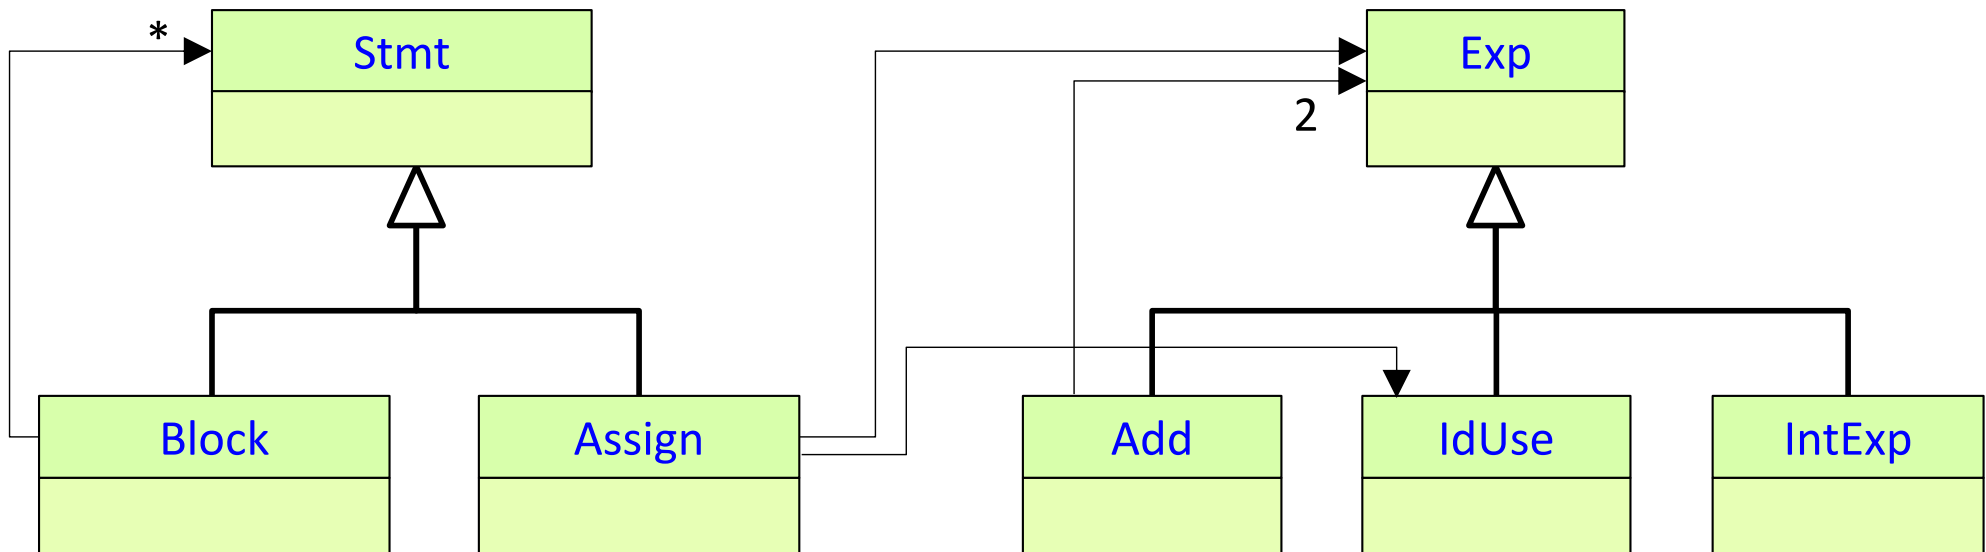 *
Stmt
Exp
2
Block
Assign
Add
IdUse
IntExp